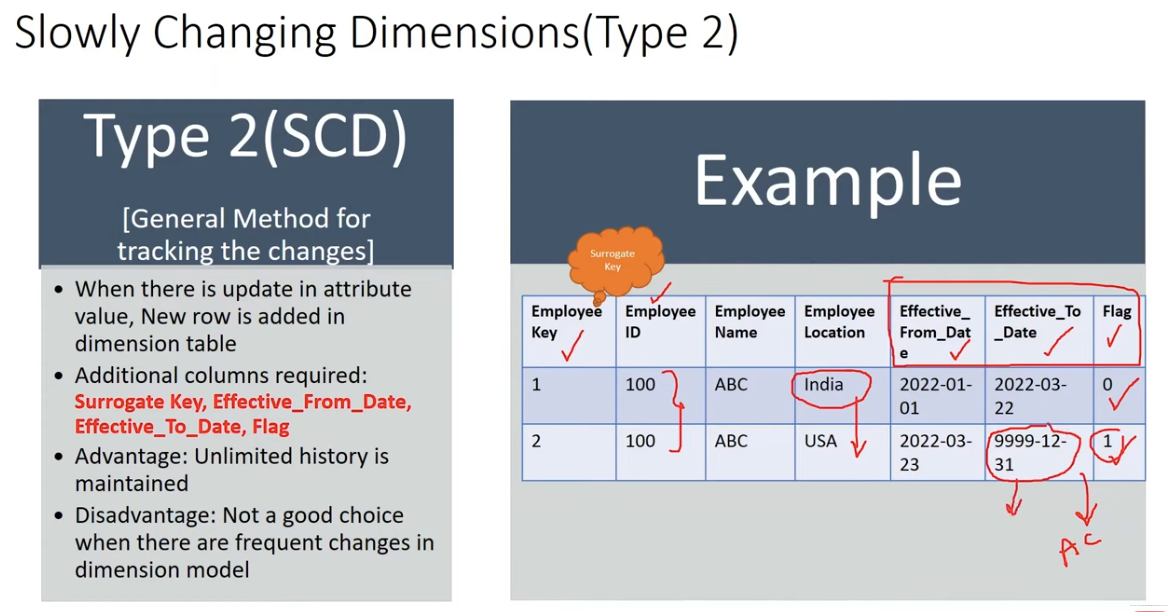 Slowly Changing Dimensions(Type 2)
Type 2(SCD)
[General Method for
tracking the changes]
• When there is update in attribute
value, New row is added in
dimension table
• Additional columns required:
Surrogate Key, Effective_From_Date,
Effective_To_Date, Flag
• Advantage: Unlimited history is
maintained
• Disadvantage: Not a good choice
when there are frequent changes in
dimension model
Example
Surrogate
Key
Employee Employee Employee Employee Effective_ Effective_To Flag
Key ID Name Location From_Dat _Date
e
1 100 ABC India 2022-01- 2022-03- 0
01 22
2 100 ABC USA 2022-03- 9999-12- 1
23 31
AC